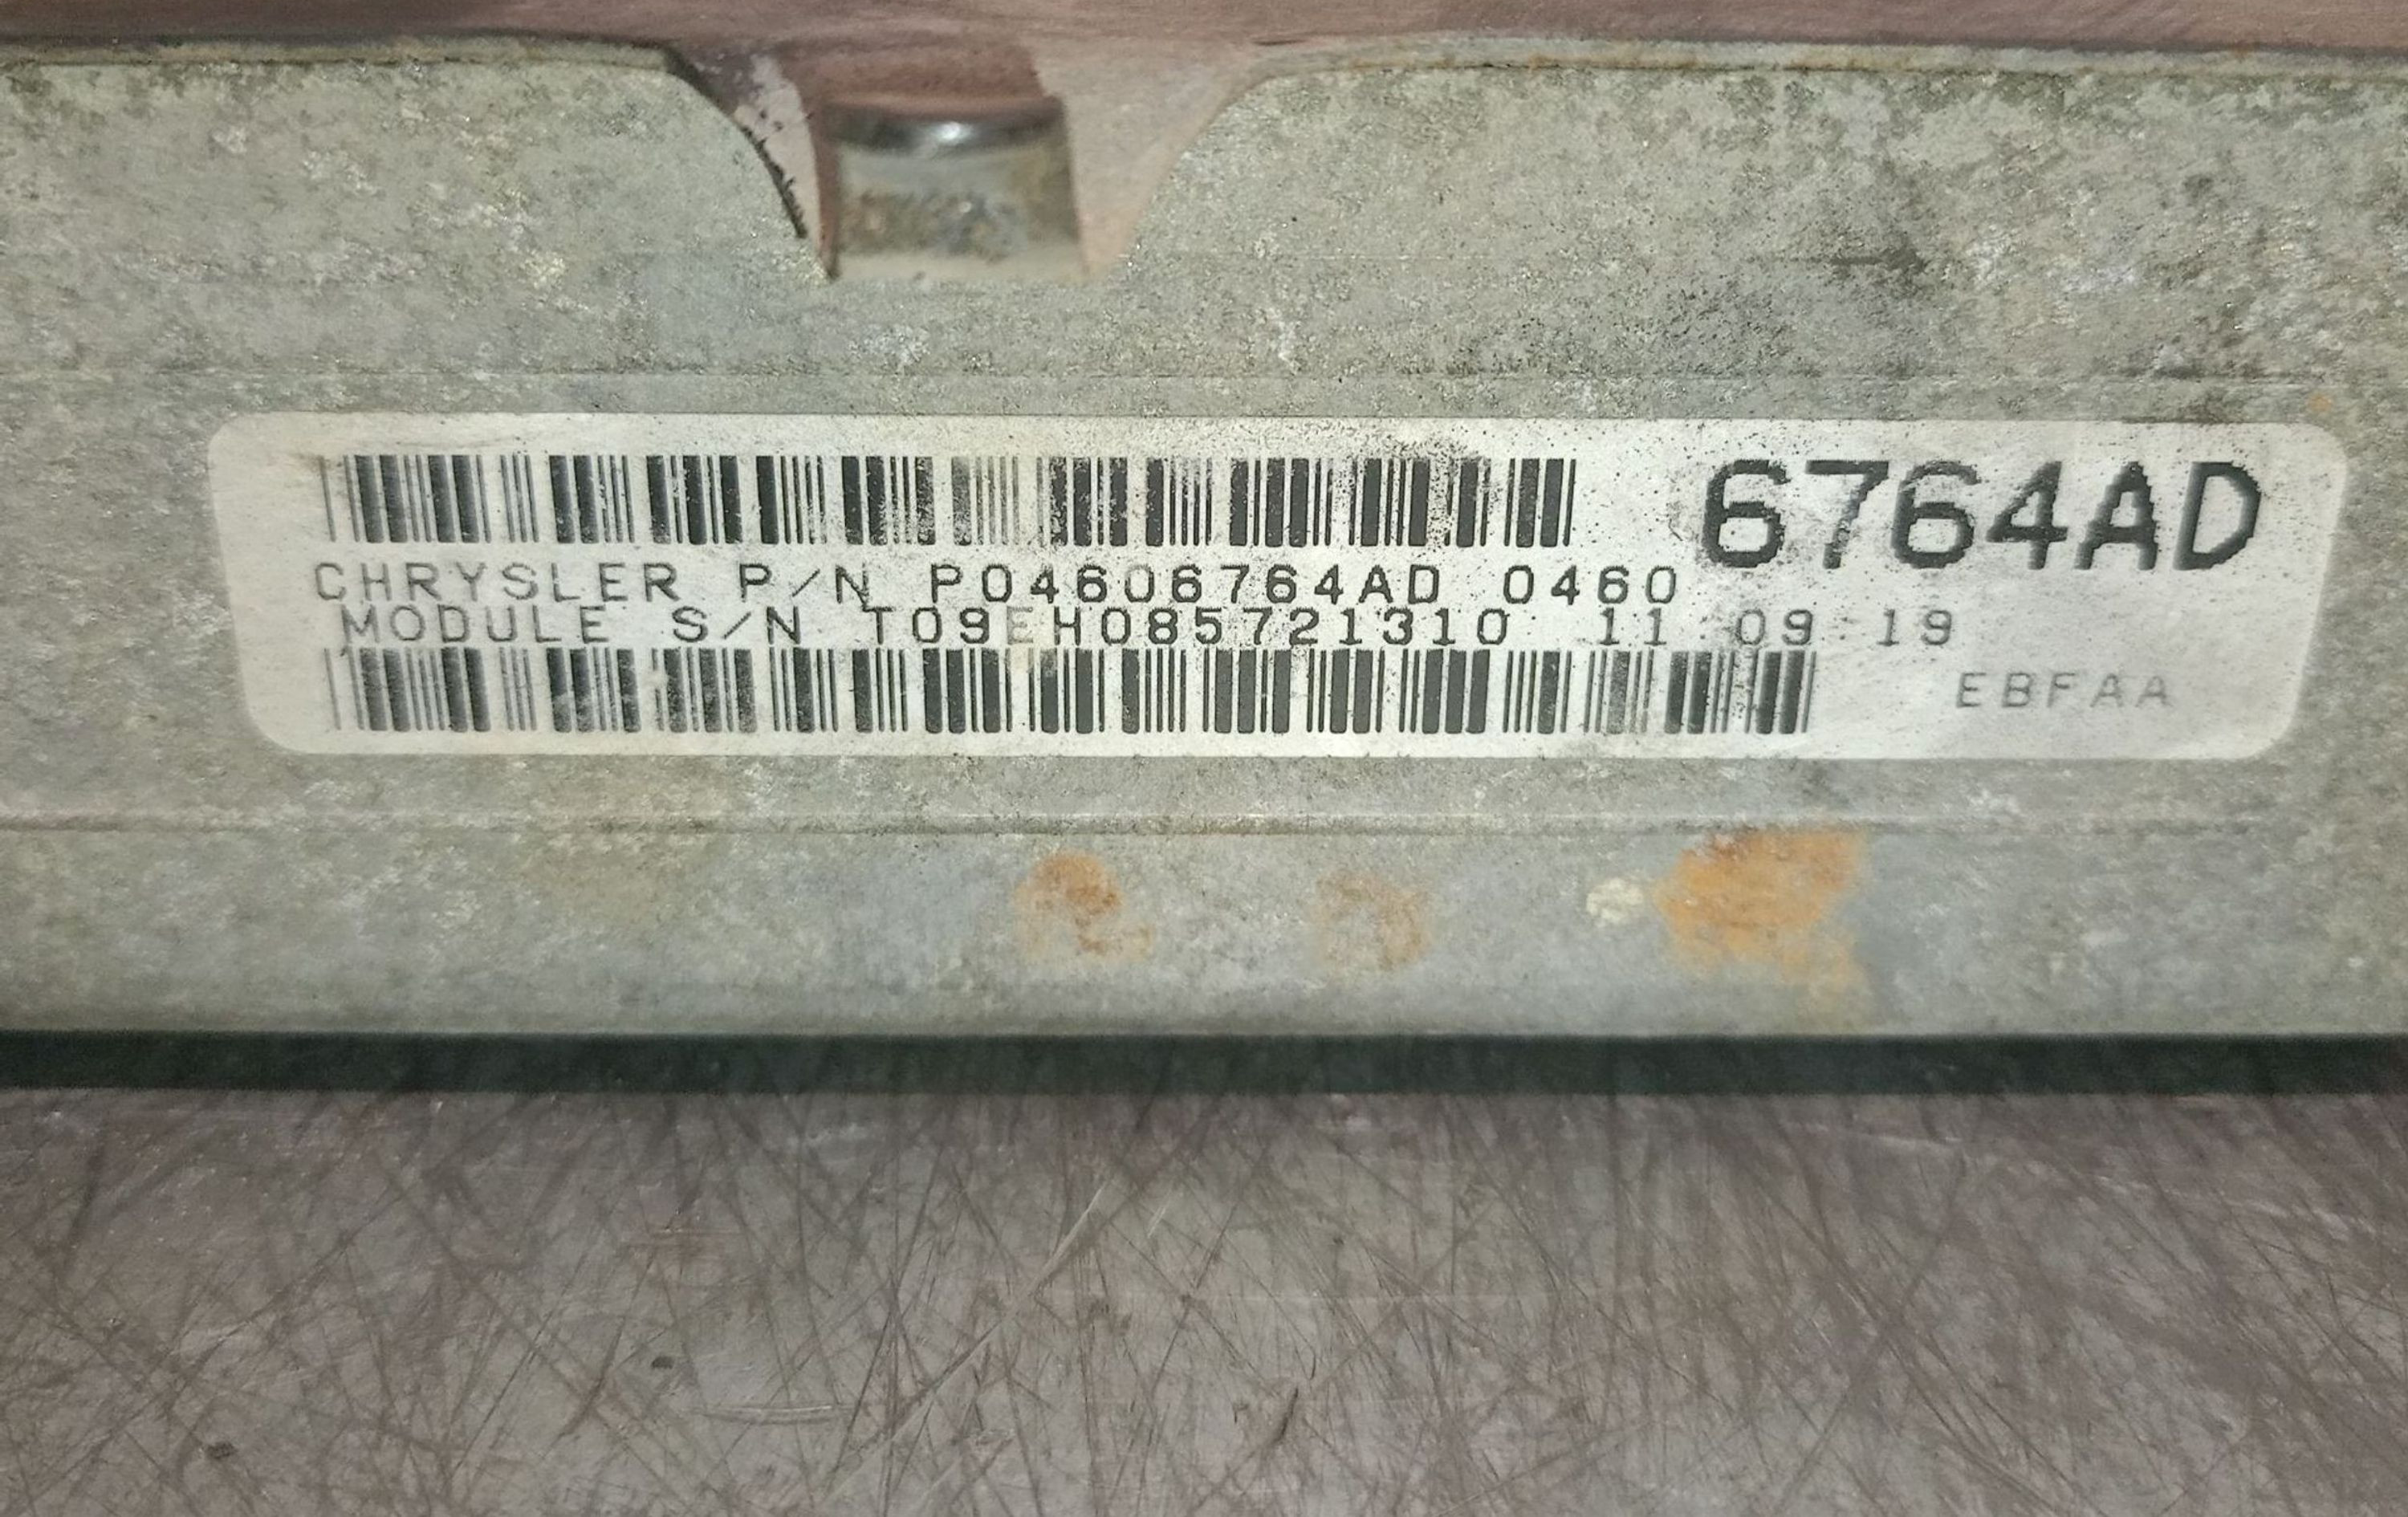 6764AD
CHRYSLER P/N P04606764AD 0460
MODULE S/N T09EH085721310 11:09:19
EBFAA